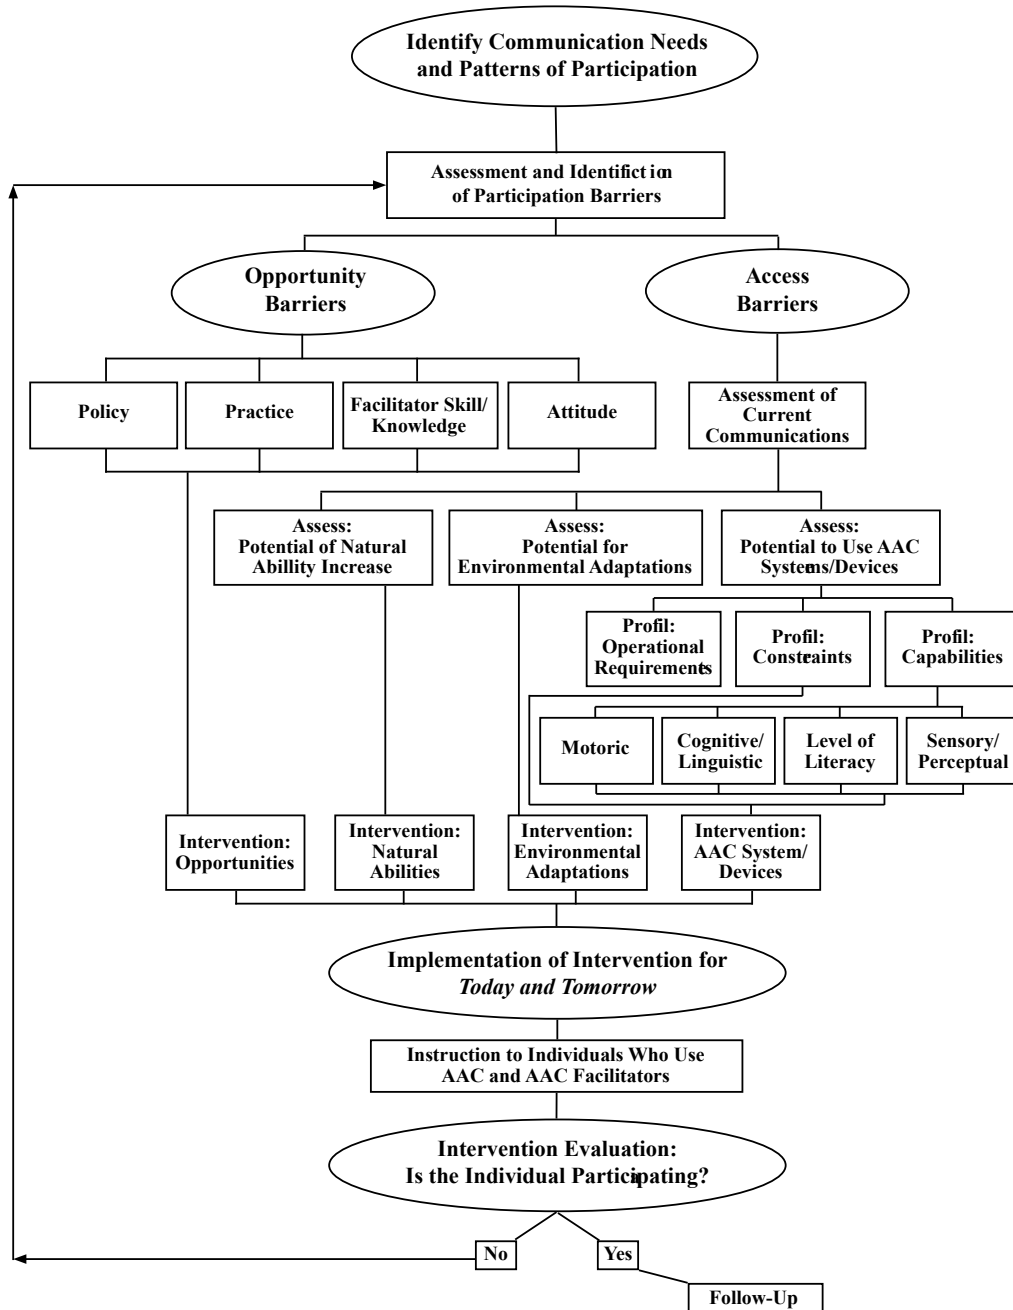 Identify Communication Needs
and Patterns of Participation
Assessment and Identifiction
of Participation Barriers
Opportunity
Barriers
Access
Barriers
Policy
Practice
Facilitator Skill/
Knowledge
Attitude
Assessment of
Current
Communications
Assess:
Potential of Natural
Abillity Increase
Assess:
Potential for
Environmental Adaptations
Assess:
Potential to Use AAC
Systems/Devices
Profil:
Operational
Requirements
Profil:
Constraints
Profil:
Capabilities
Motoric
Cognitive/
Linguistic
Level of
Literacy
Sensory/
Perceptual
Intervention:
Opportunities
Intervention:
Natural
Abilities
Intervention:
Environmental
Adaptations
Intervention:
AAC System/
Devices
Implementation of Intervention for
Today and Tomorrow
Instruction to Individuals Who Use
AAC and AAC Facilitators
Intervention Evaluation:
Is the Individual Participating?
No
Yes
Follow-Up